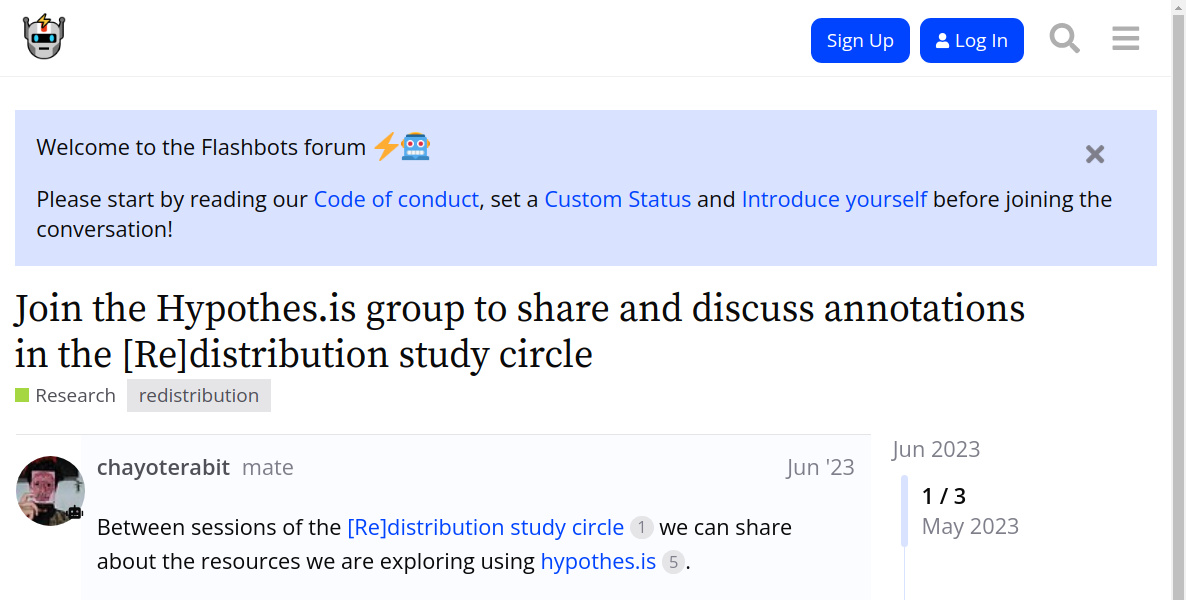 Sign Up
Log In
Welcome to the Flashbots forum
Please start by reading our Code of conduct, set a Custom Status and Introduce yourself before joining the
conversation!
Join the Hypothes.is group to share and discuss annotations
in the [Re]distribution study circle
Research redistribution
chayoterabit mate Jun '23
Between sessions of the [Re]distribution study circle 1 we can share
about the resources we are exploring using hypothes.is 5.
Jun 2023
1 / 3
May 2023